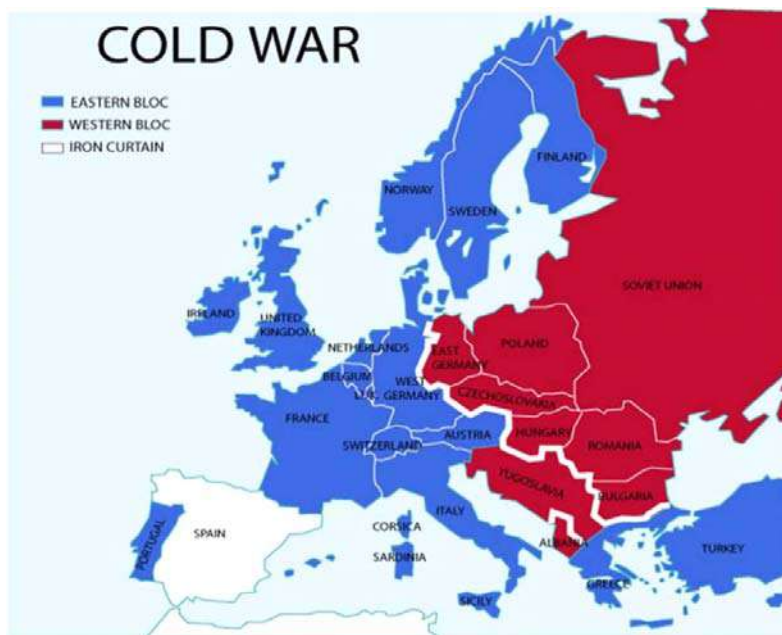 COLD WAR
EASTERN BLOC
WESTERN BLOC
IRON CURTAIN
FINLAND
NORWAY
SWEDEN
SOVIET UNION
IRELAND
UNITED
KINGDOM
NETHERLANDS
POLAND
EAST
GERMANY
BELGIUM
WEST
GERMANY
LUX.
CZECHOSLOVAKIA
FRANCE
AUSTRIA
HUNGARY
SWITZERLAND
ROMANIA
YUGOSLAVIA
BULGARIA
ITALY
CORSICA
SPAIN
PORTUGAL
ALBANIA
TURKEY
SARDINIA
GREECE
SICILY